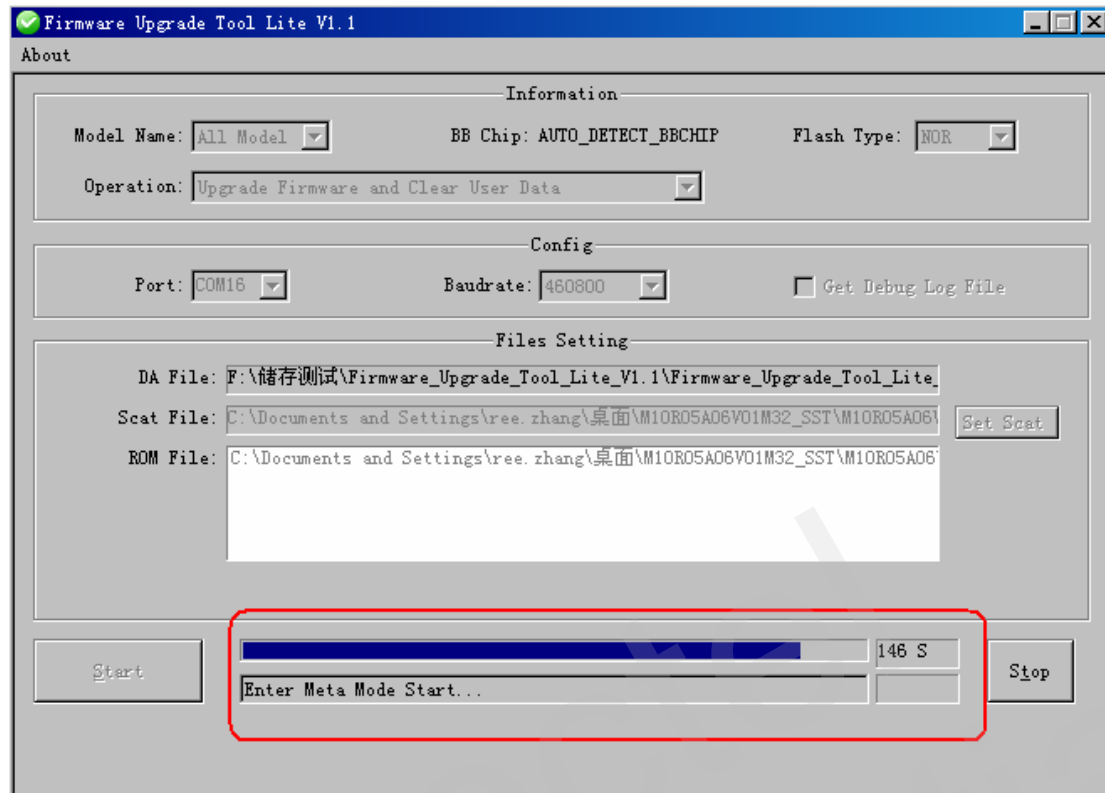 Firmware Upgrade Tool Lite V1.1
About
Information
Model Name: All Model BB Chip: AUTO_DETECT_BBCHIP Flash Type: NOR
Operation: Upgrade Firmware and Clear User Data
Config
Port: COM16 Baudrate: 460800 Get Debug Log File
Files Setting
DA File: F:\储存测试\Firmware_Upgrade_Tool_Lite_V1.1\Firmware_Upgrade_Tool_Lite_
Scat File: C:\Documents and Settings\ree.zhang\桌面\M10R05A06V01M32_SST\M10R05A06\ Set Scat
ROM File: C:\Documents and Settings\ree.zhang\桌面\M10R05A06V01M32_SST\M10R05A06
146 S
Start Enter Meta Mode Start... Stop